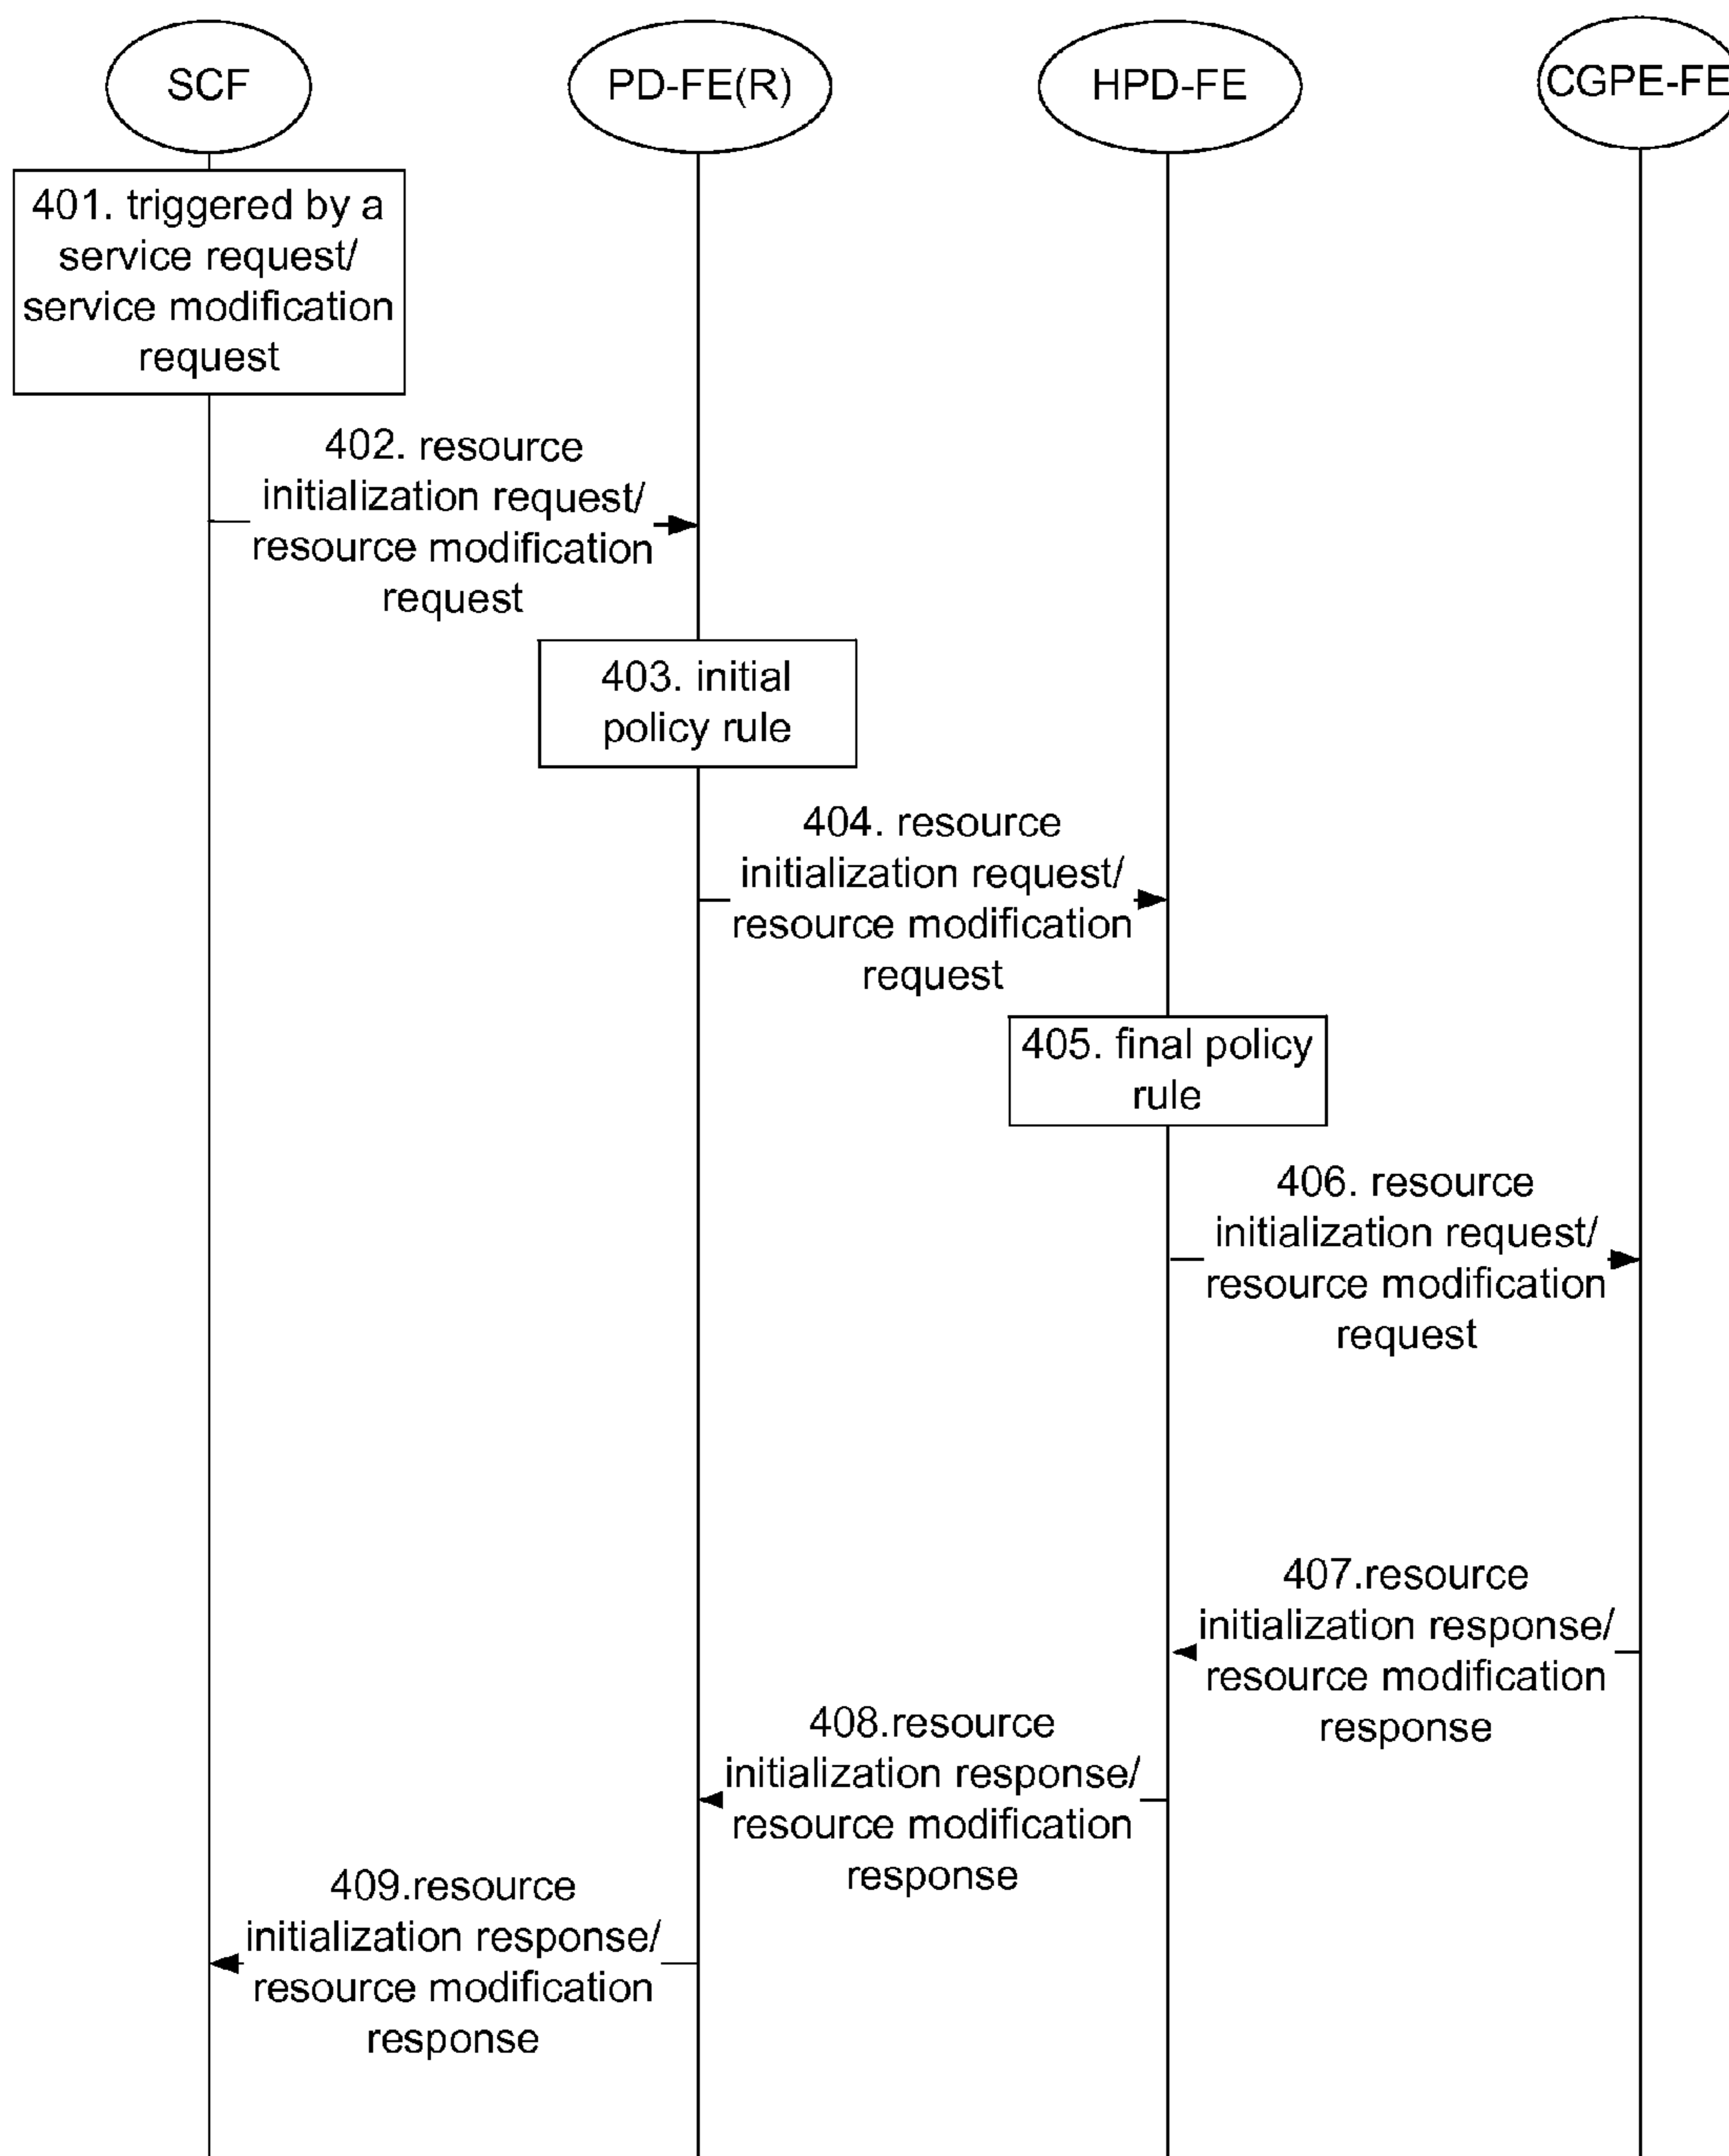 SCF
PD-FE(R)
HPD-FE
CGPE-FE
401. triggered by a
service request/
service modification
request
402. resource
initialization request/
resource modification
request
403. initial
policy rule
404. resource
initialization request/
resource modification
request
405. final policy
rule
406. resource
initialization request/
resource modification
request
407.resource
initialization response/
resource modification
response
408.resource
initialization response/
resource modification
response
409.resource
initialization response/
resource modification
response